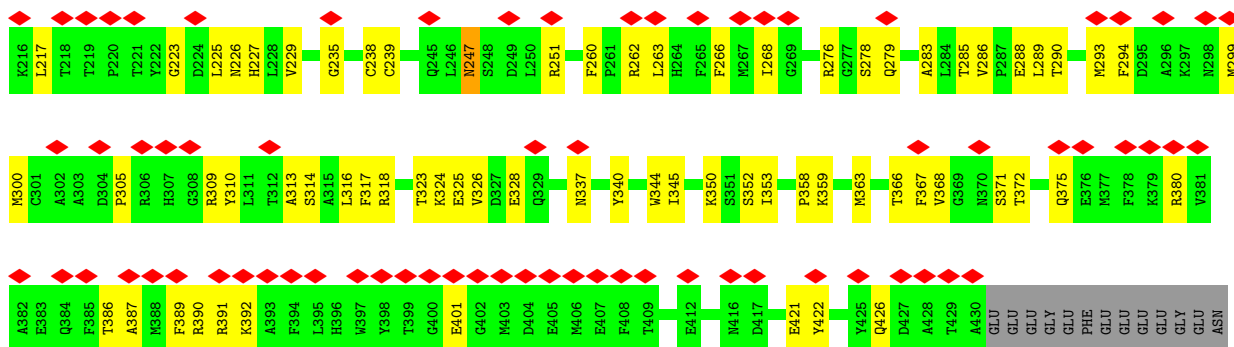 K216 L217 T218 T219 P220 T221 Y222 G223 D224 L225 N226 H227 L228 V229 G235 C238 C239 Q245 L246 N247 S248 D249 L250 R251 F260 P261 R262 L263 H264 F265 F266 M267 I268 G269 R276 G277 S278 Q279 A283 L284 T285 V286 P287 E288 L289 T290 M293 F294 D295 A296 K297 N298 M299
M300 C301 A302 A303 D304 P305 R306 H307 G308 R309 Y310 L311 T312 A313 S314 A315 L316 F317 R318 T323 K324 E325 V326 D327 E328 Q329 N337 Y340 W344 I345 K350 S351 S352 I353 P358 K359 M363 T366 F367 V368 G369 N370 S371 T372 Q375 E376 M377 F378 K379 R380 V381
A382 E383 Q384 F385 T386 A387 M388 F389 R390 R391 K392 A393 F394 L395 H396 W397 Y398 T399 G400 E401 G402 M403 D404 E405 M406 E407 F408 T409 E412 N416 D417 E421 Y422 Y425 Q426 D427 A428 T429 A430 GLU GLU GLU GLY GLU PHE GLU GLU GLU GLU GLU GLY GLU ASN